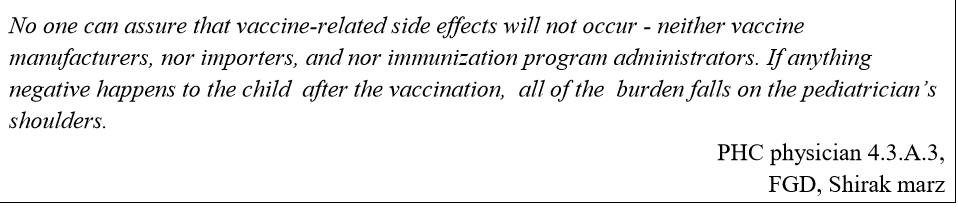 No one can assure that vaccine-related side effects will not occur - neither vaccine
manufacturers, nor importers, and nor immunization program administrators. If anything
negative happens to the child after the vaccination, all of the burden falls on the pediatrician's
shoulders.
PHC physician 4.3.A.3,
FGD, Shirak marz